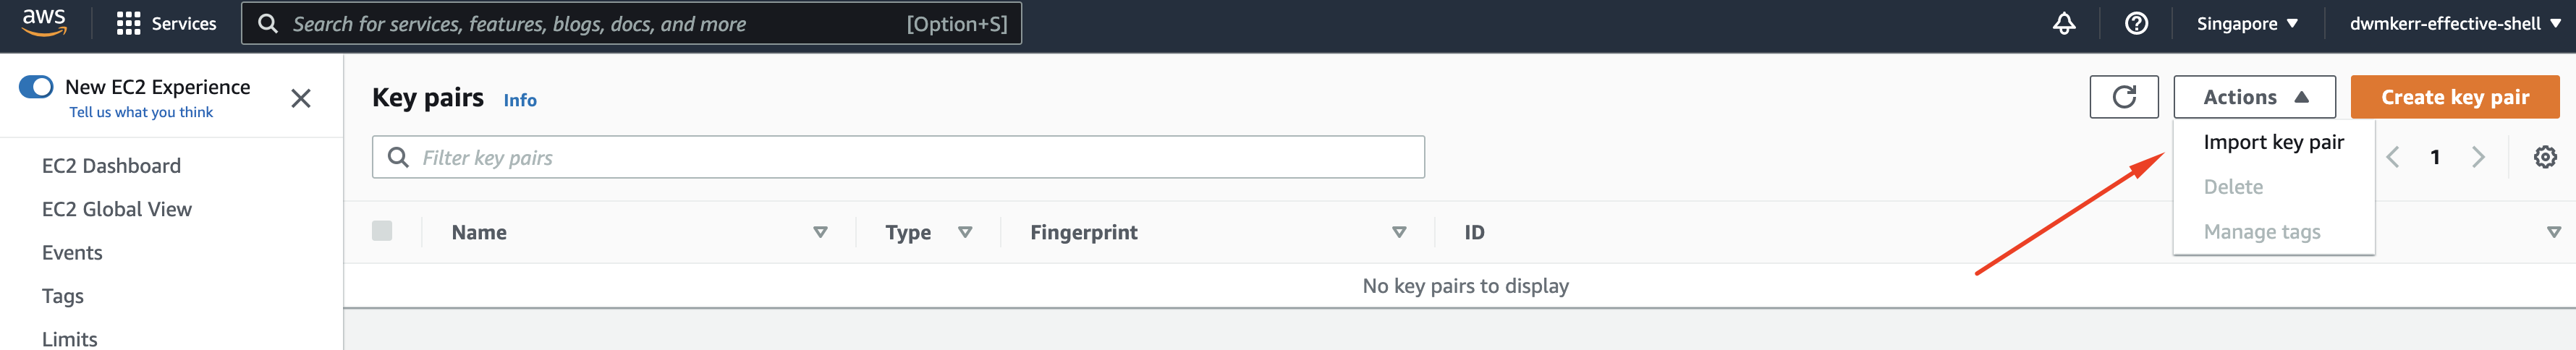 aws
Services
Search for services, features, blogs, docs, and more
[Option+S]
Singapore
dwmkerr-effective-shell
New EC2 Experience
Tell us what you think
EC2 Dashboard
EC2 Global View
Events
Tags
Limits
Key pairs
Info
Actions
Create key pair
Filter key pairs
Import key pair
Delete
Manage tags
1
Name
Type
Fingerprint
ID
No key pairs to display